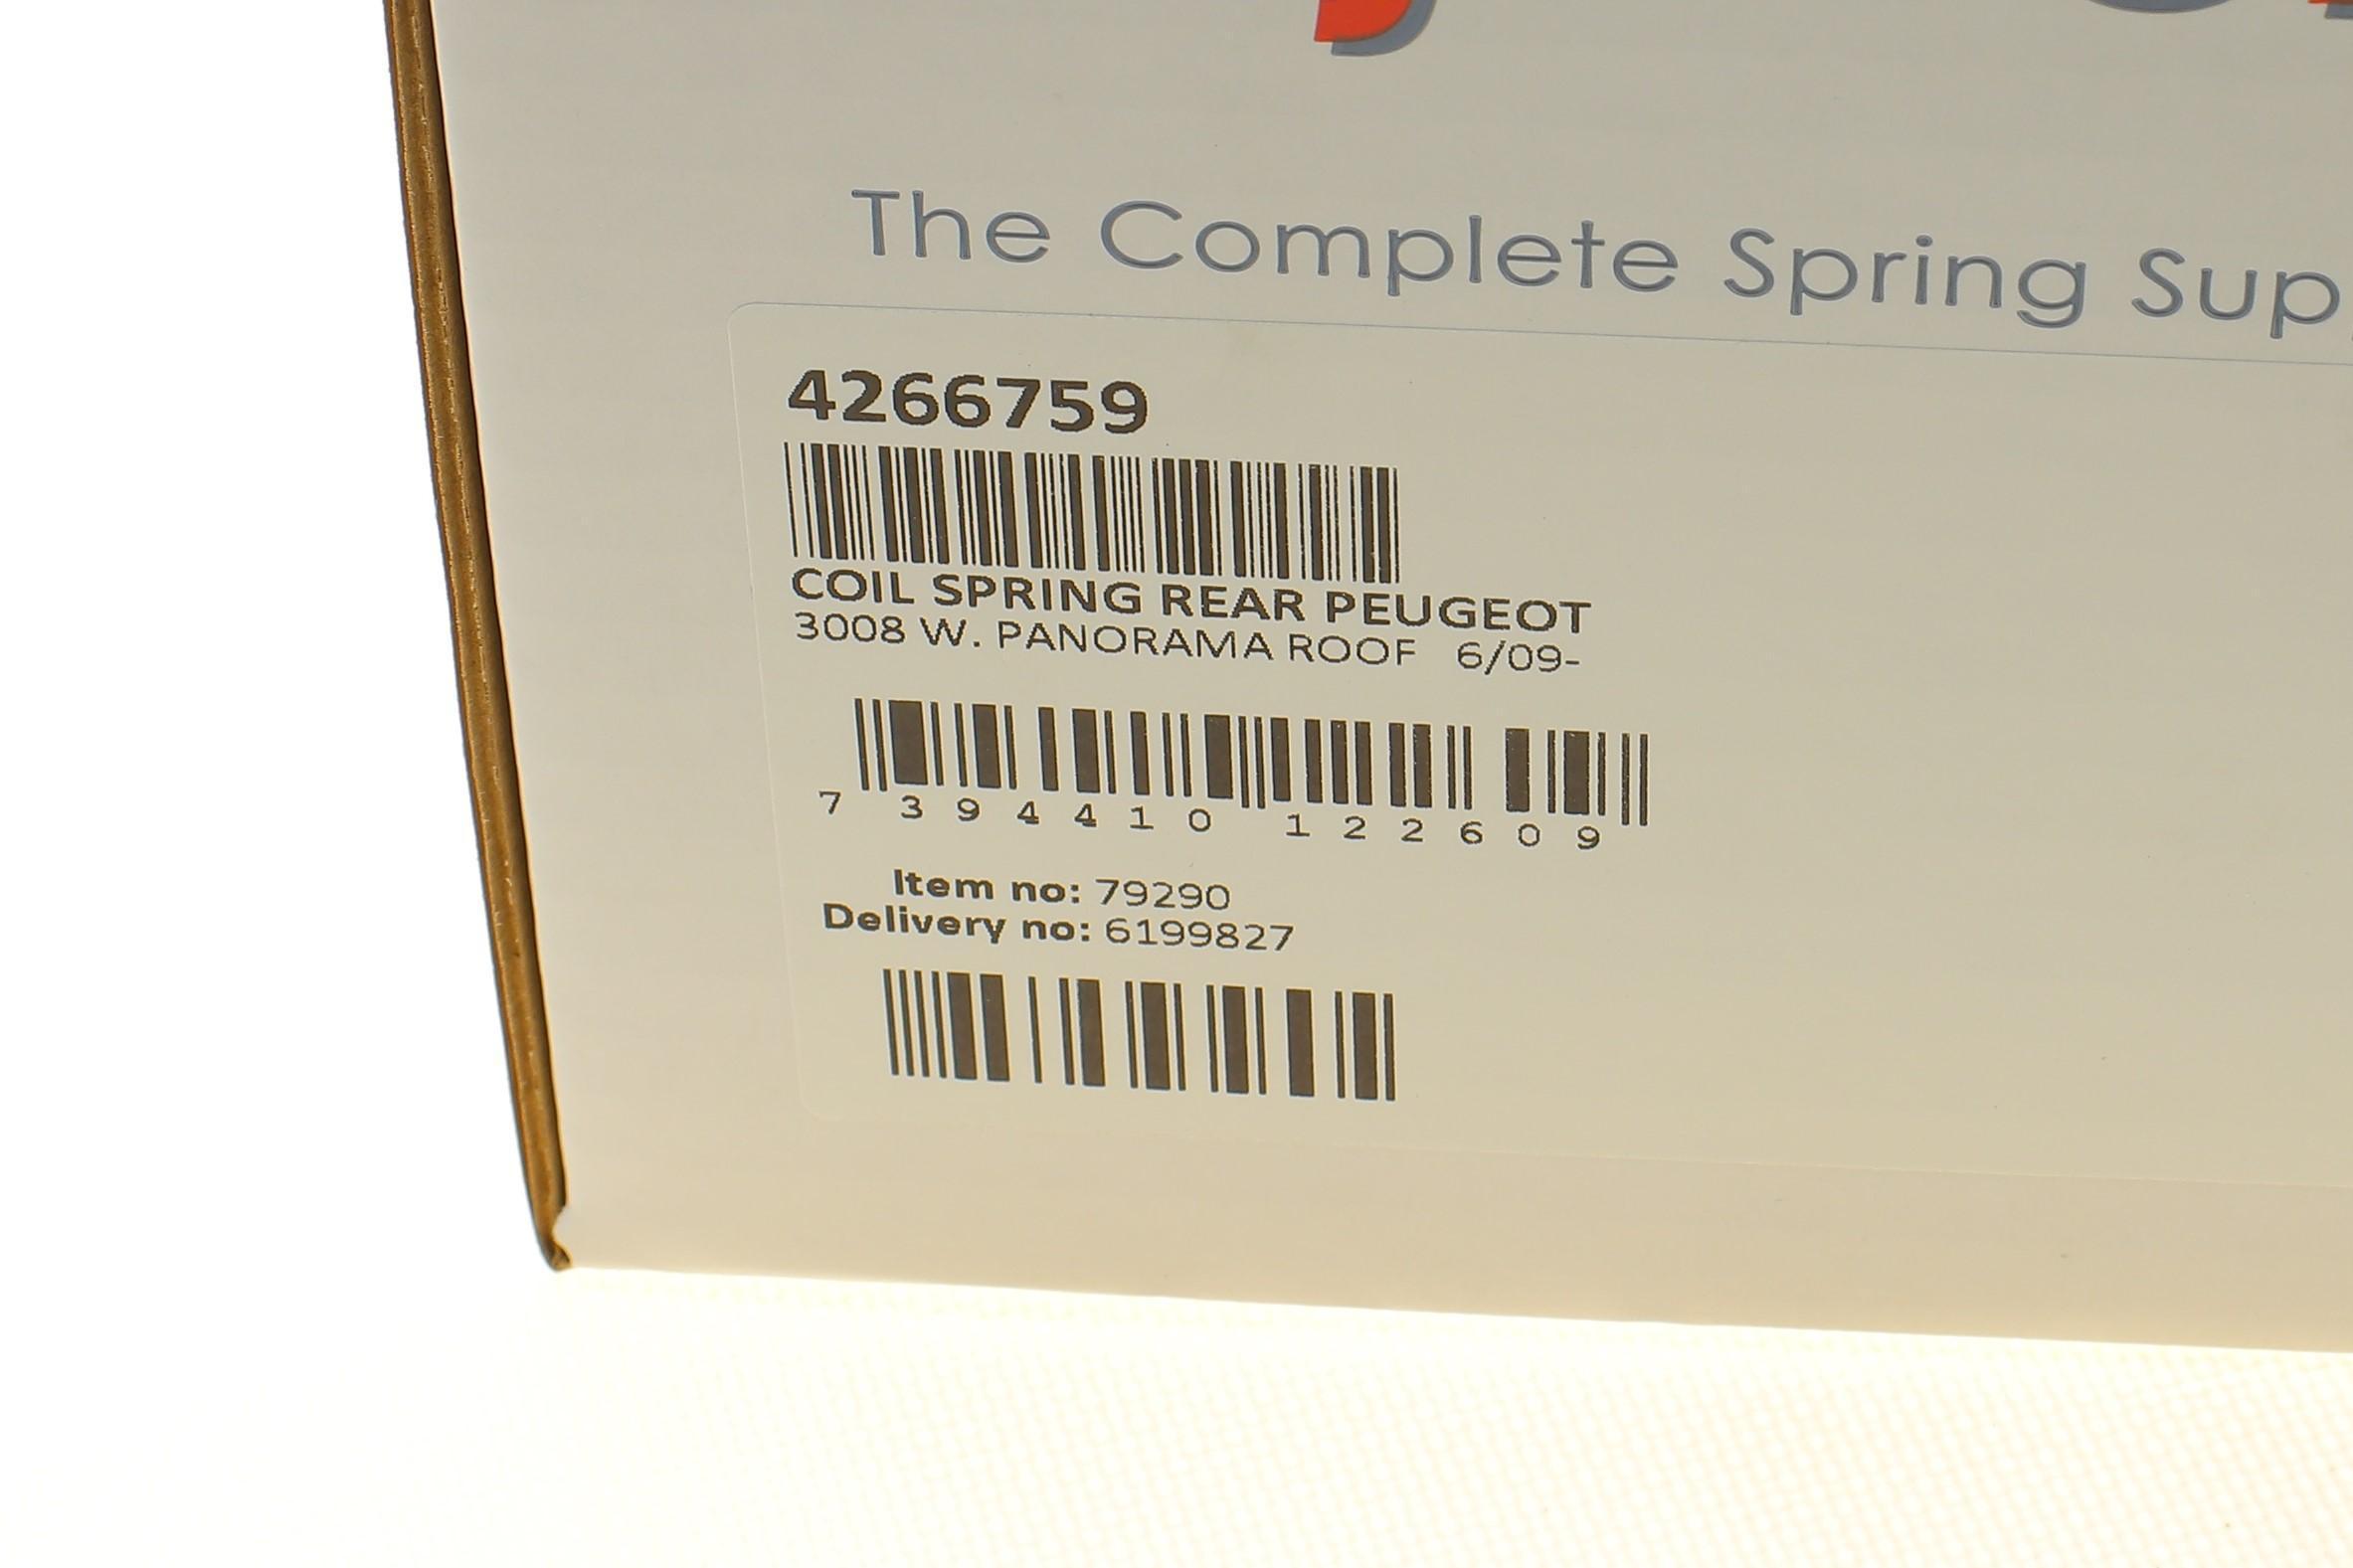 The Complete Spring
4266759
COIL SPRING REAR PEUGEOT
3008 W. PANORAMA ROOF 6/09-
7 394410 122609
Item no: 79290
Delivery no: 6199827